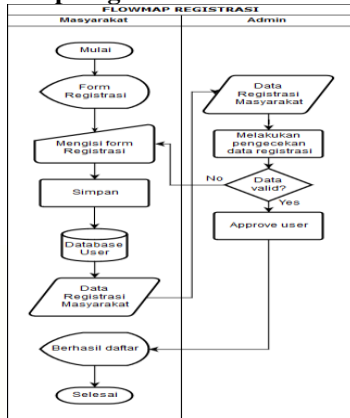 FLOWMAP REGISTRASI
Masyarakat
Admin
Mulai
Form
Registrasi
Mengisi form
Registrasi
Simpan
Database
User
Data
Registrasi
Masyarakat
Berhasil daftar
Selesai
Data
Registrasi
Masyarakat
Melakukan
pengecekan
data registrasi
No
Data
valid?
Yes
Approve user